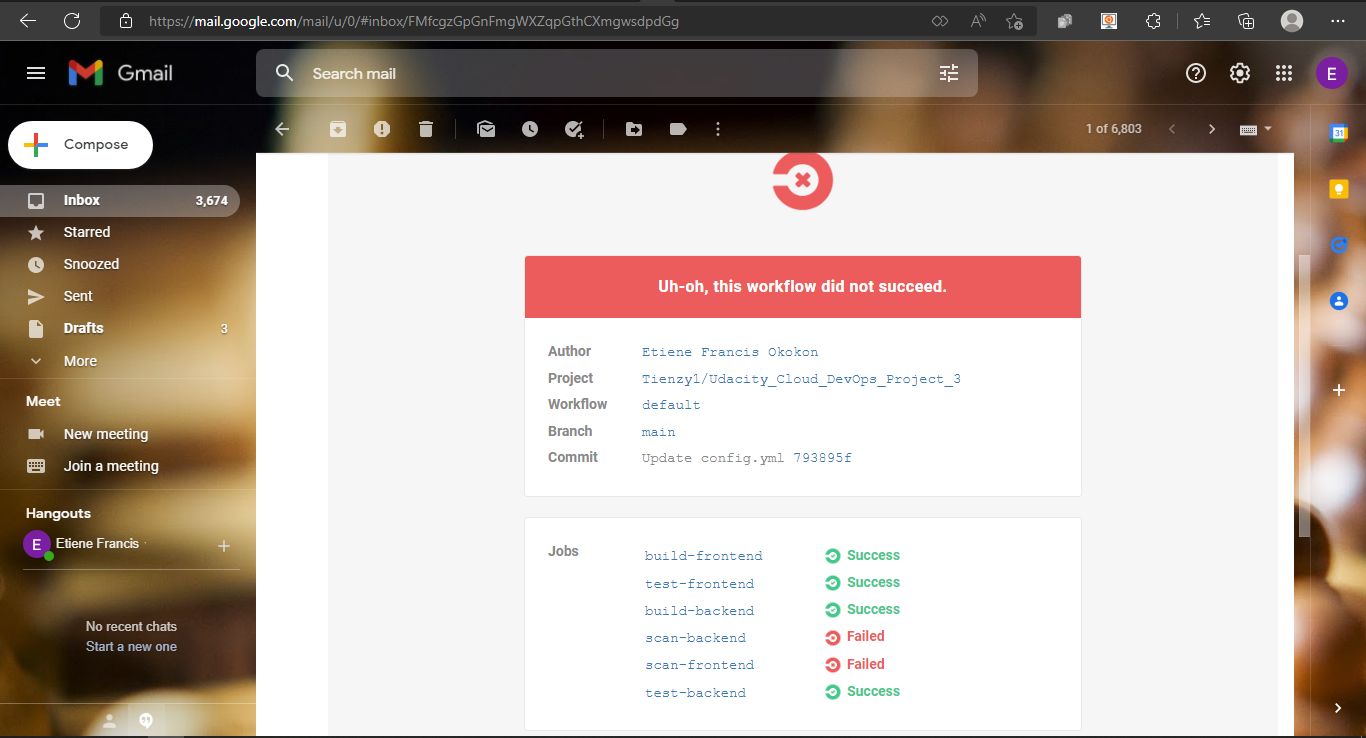 https://mail.google.com/mail/u/0/#inbox/FMfcgzGpGnFmgWXZqpGthCXmgwsdpdGg
Gmail
Search mail
E
Compose
1 of 6,803
31
Inbox 3,674
Starred
Snoozed
Sent
Drafts 3
More
Meet
New meeting
Join a meeting
Hangouts
E Etiene Francis
No recent chats
Start a new one
Uh-oh, this workflow did not succeed.
Author Etiene Francis Okokon
Project Tienzy1/Udacity_Cloud_DevOps_Project_3
Workflow default
Branch main
Commit Update config.yml 793895f
Jobs build-frontend Success
test-frontend Success
build-backend Success
scan-backend Failed
scan-frontend Failed
test-backend Success